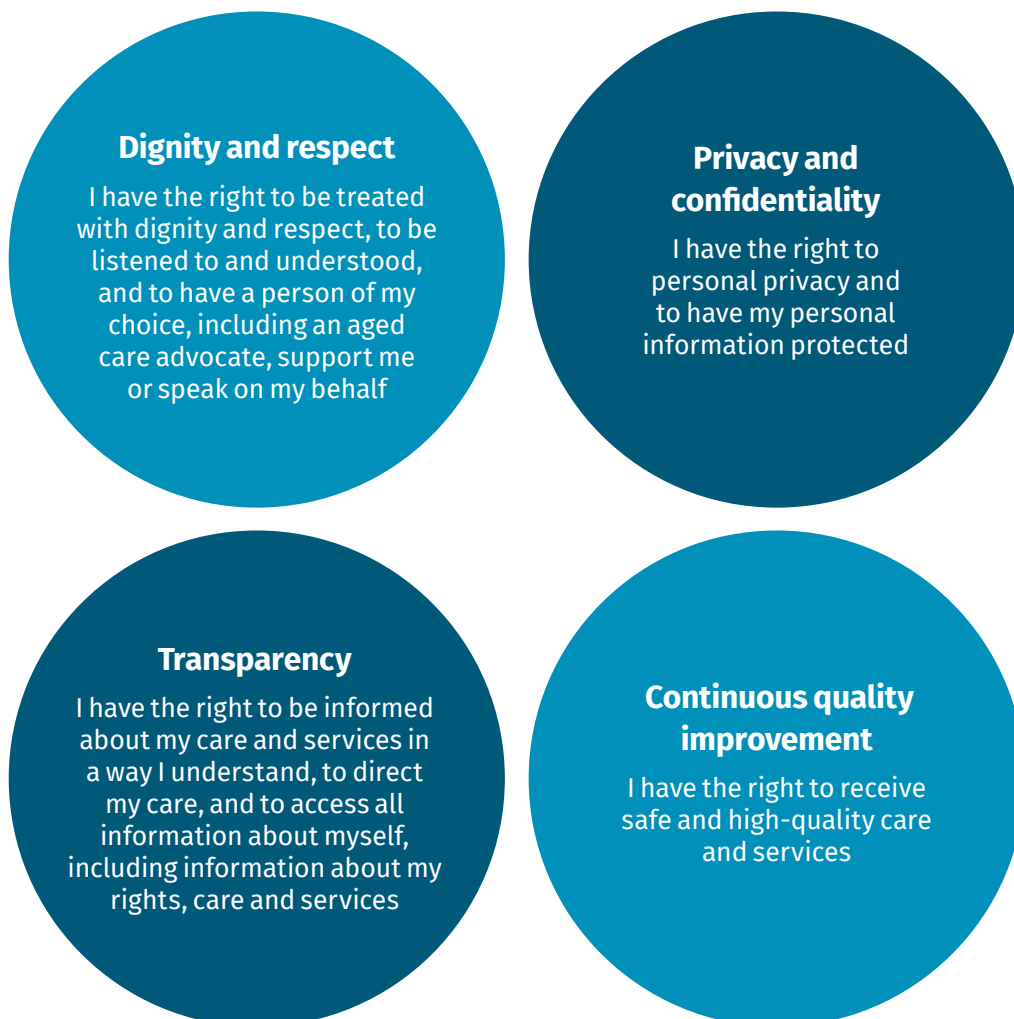 Dignity and respect
I have the right to be treated
with dignity and respect, to be
listened to and understood,
and to have a person of my
choice, including an aged
care advocate, support me
or speak on my behalf
Privacy and
confidentiality
I have the right to
personal privacy and
to have my personal
information protected
Transparency
I have the right to be informed
about my care and services in
a way I understand, to direct
my care, and to access all
information about myself,
including information about my
rights, care and services
Continuous quality
improvement
I have the right to receive
safe and high-quality care
and services